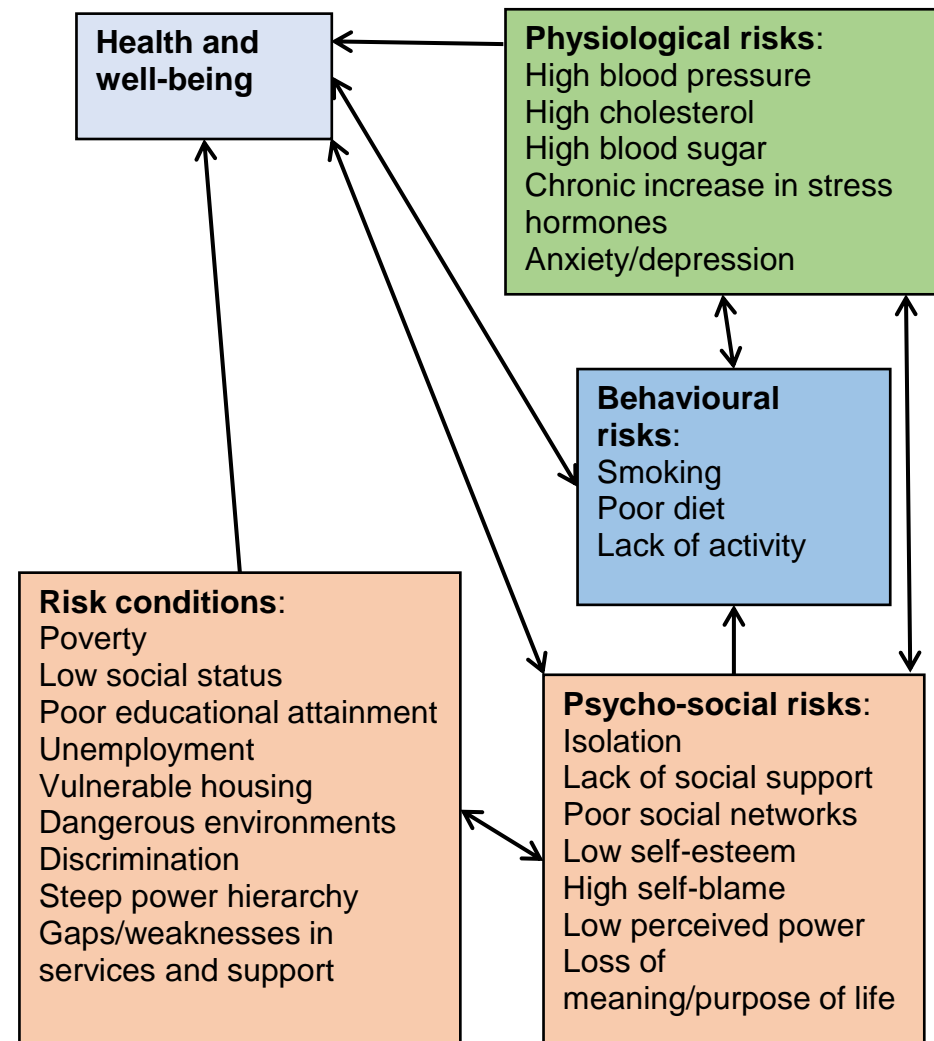 Health and
well-being
Physiological risks:
High blood pressure
High cholesterol
High blood sugar
Chronic increase in stress
hormones
Anxiety/depression
Behavioural
risks:
Smoking
Poor diet
Lack of activity
Risk conditions:
Poverty
Low social status
Poor educational attainment
Unemployment
Vulnerable housing
Dangerous environments
Discrimination
Steep power hierarchy
Gaps/weaknesses in
services and support
Psycho-social risks:
Isolation
Lack of social support
Poor social networks
Low self-esteem
High self-blame
Low perceived power
Loss of
meaning/purpose of life